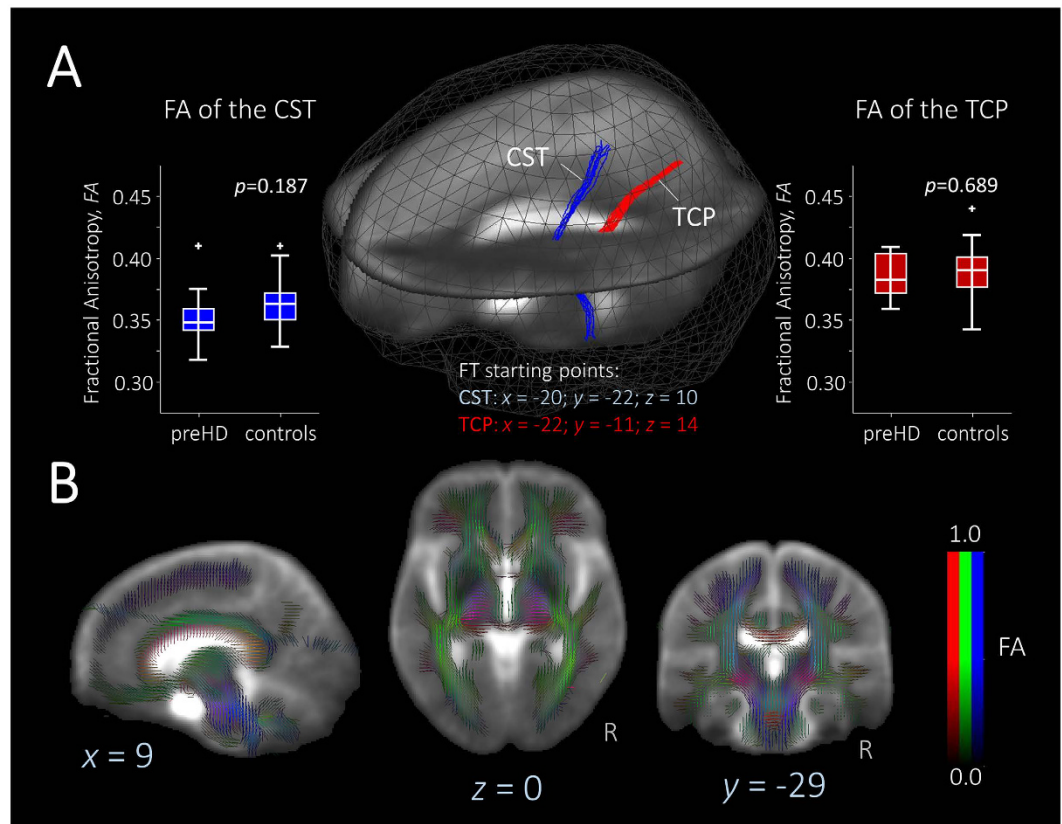 A
FA of the CST
Fractional Anisotropy, FA
0.45
0.40
0.35
0.30
p=0.187
preHD
controls
CST
TCP
FT starting points:
CST: x = -20; y = -22; z = 10
TCP: x = -22; y = -11; z = 14
FA of the TCP
Fractional Anisotropy, FA
0.45
0.40
0.35
0.30
p=0.689
preHD
controls
B
x = 9
R
z = 0
R
y = -29
1.0
FA
0.0